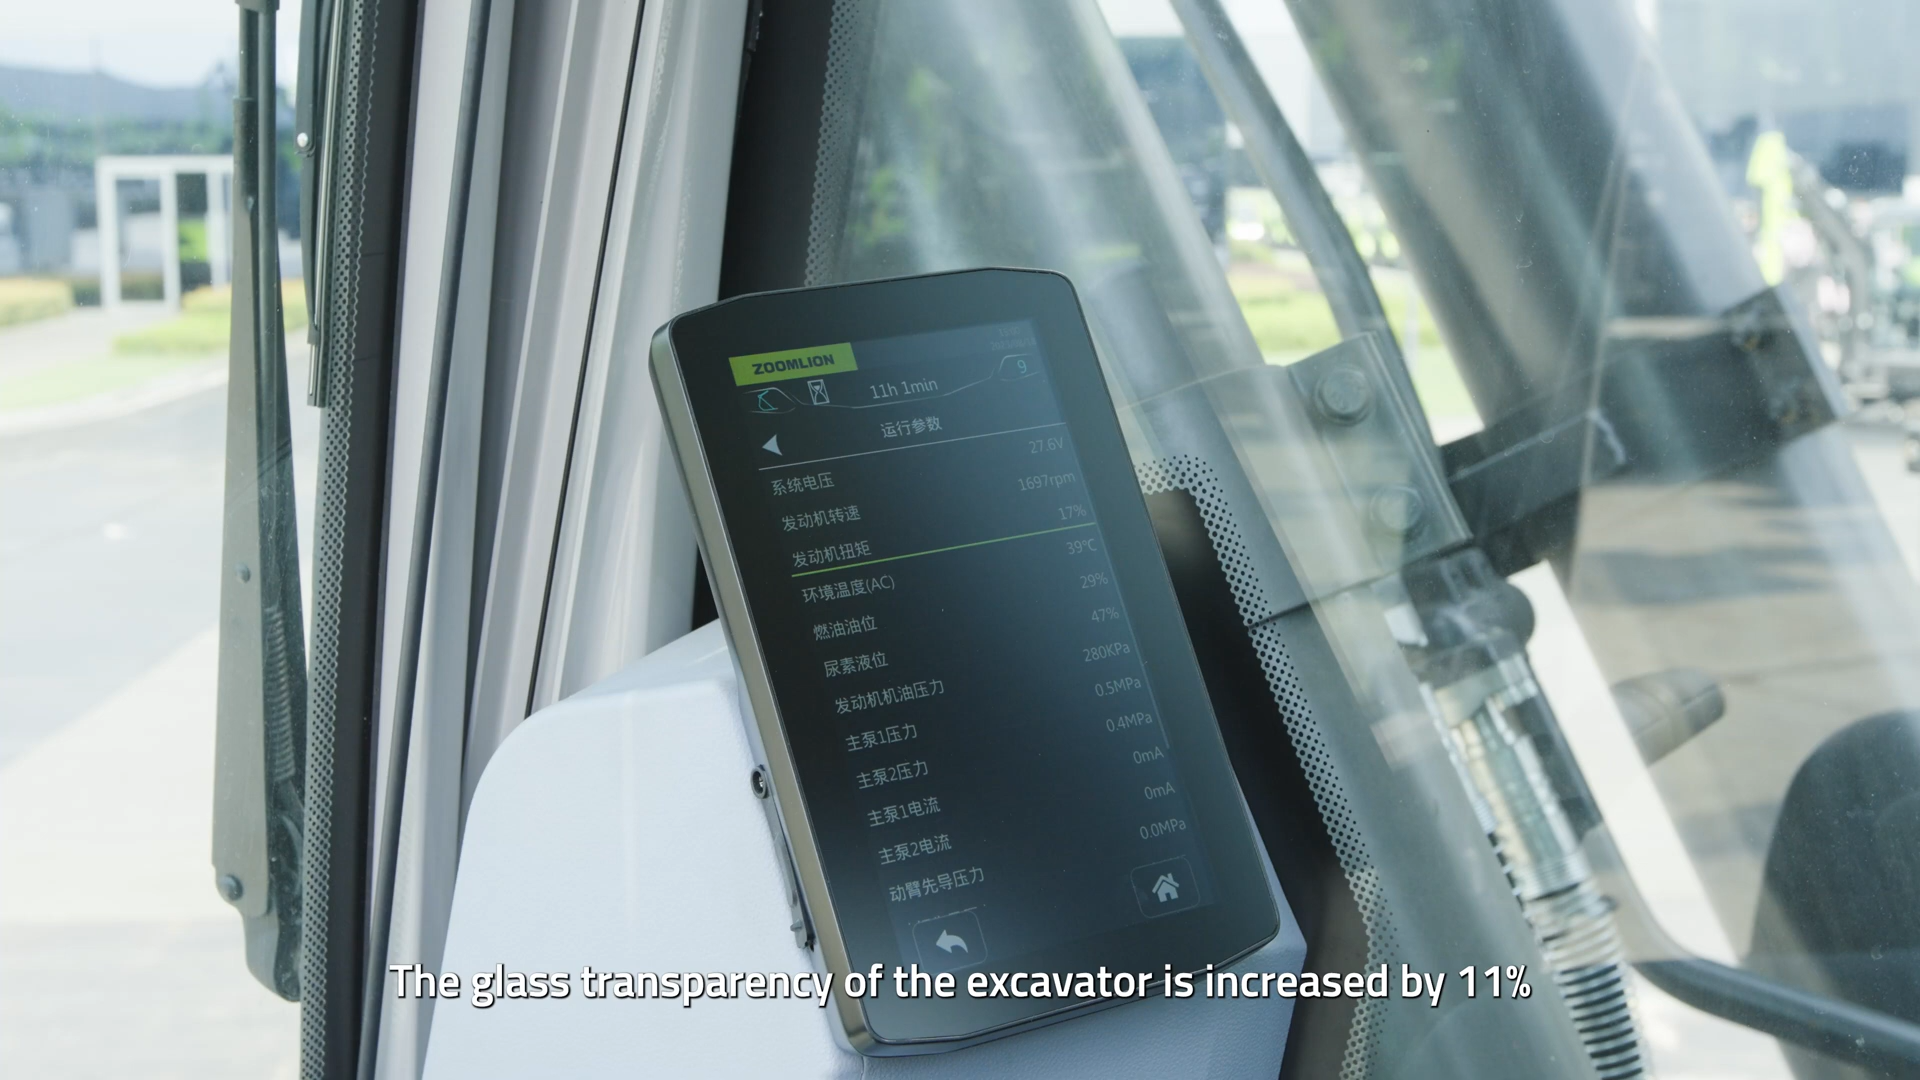 ZOOMLION
11h 1min
9
运行参数
系统电压 27.6V
发动机转速 1697rpm
发动机扭矩 17%
环境温度(AC) 39℃
燃油油位 29%
尿素液位 47%
发动机机油压力 280KPa
主泵1压力 0.5MPa
主泵2压力 0.4MPa
主泵1电流 0mA
主泵2电流 0mA
动臂先导压力 0.0MPa
The glass transparency of the excavator is increased by 11%